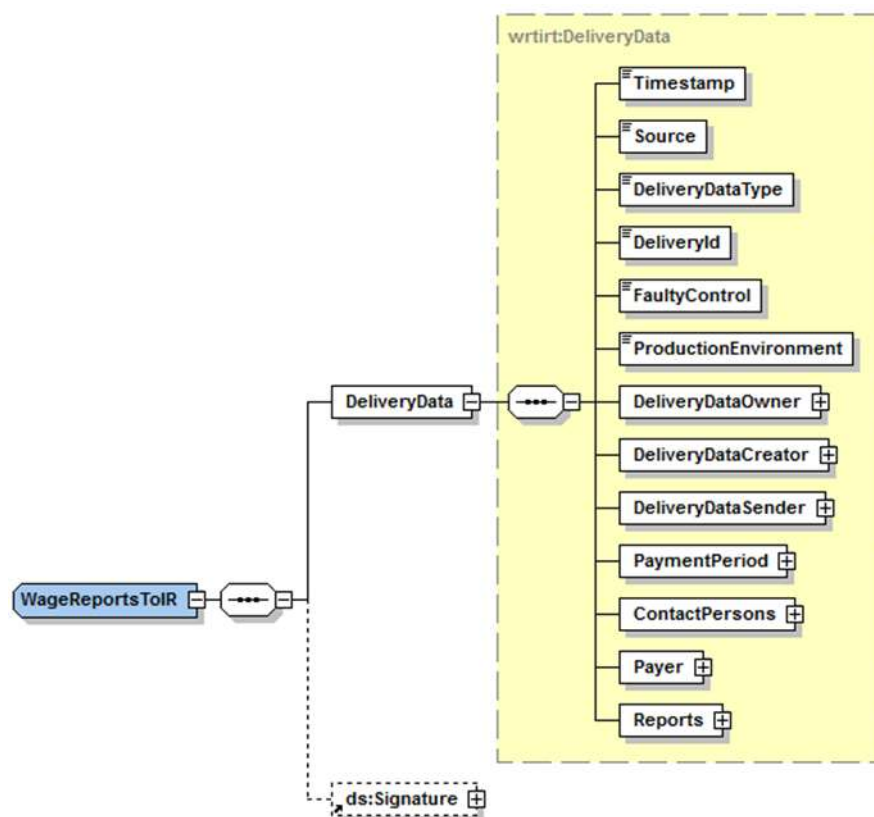 wrtirt:DeliveryData
Timestamp
Source
DeliveryDataType
DeliveryId
FaultyControl
ProductionEnvironment
DeliveryData
DeliveryDataOwner
DeliveryDataCreator
DeliveryDataSender
PaymentPeriod
WageReportsToIR
ContactPersons
Payer
Reports
ds:Signature